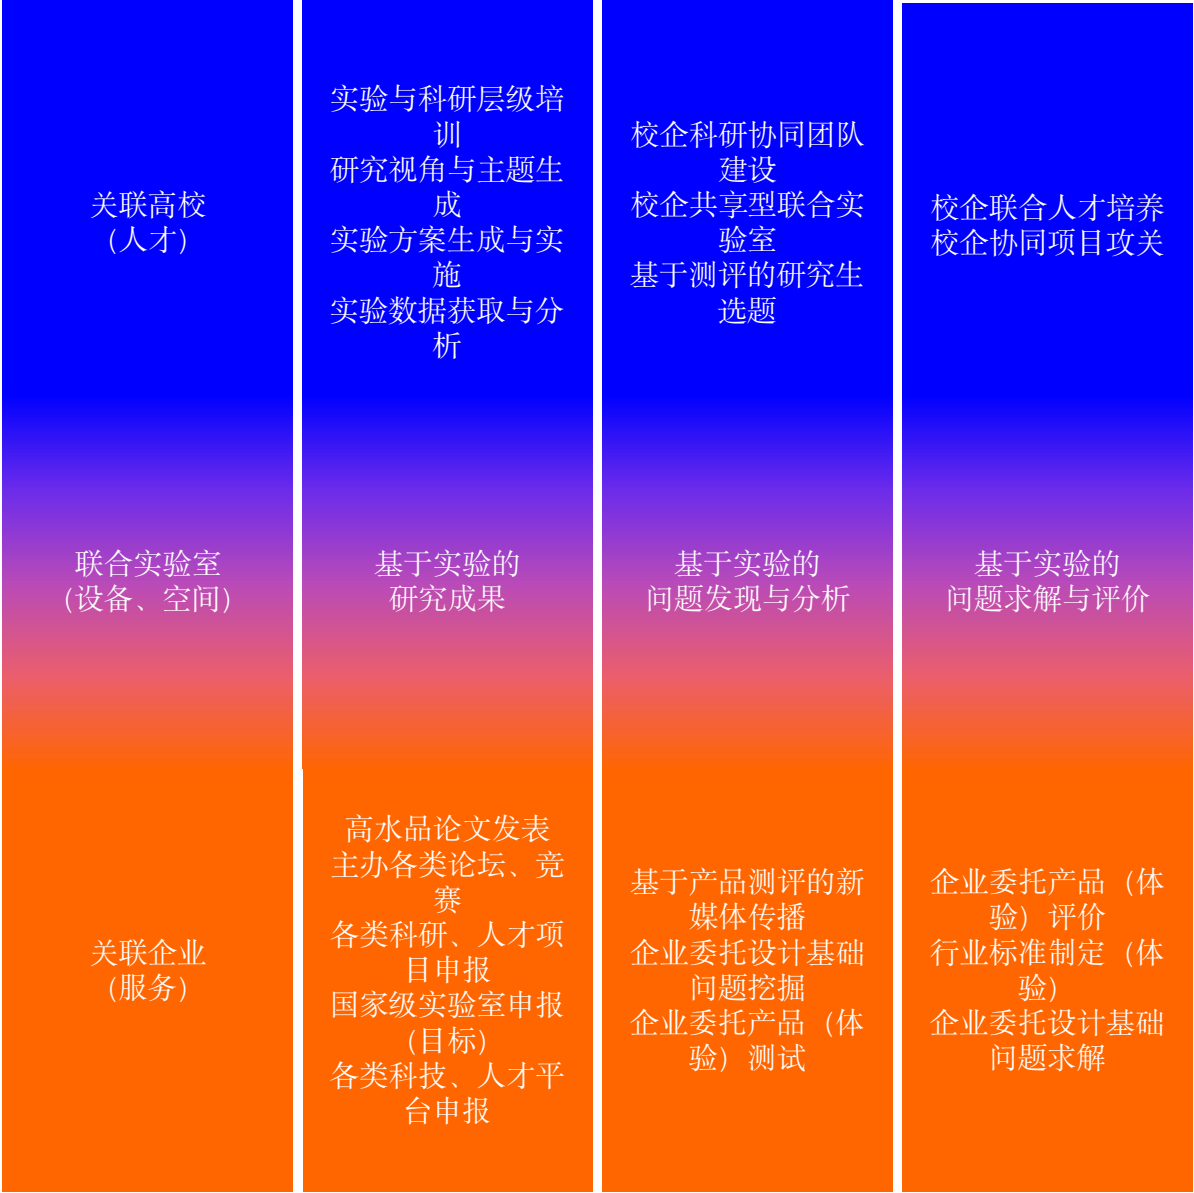 关联高校
（人才）
实验与科研层级培
训
研究视角与主题生
成
实验方案生成与实
施
实验数据获取与分
析
校企科研协同团队
建设
校企共享型联合实
验室
基于测评的研究生
选题
校企联合人才培养
校企协同项目攻关
联合实验室
（设备、空间）
基于实验的
研究成果
基于实验的
问题发现与分析
基于实验的
问题求解与评价
关联企业
（服务）
高水品论文发表
主办各类论坛、竞
赛
各类科研、人才项
目申报
国家级实验室申报
（目标）
各类科技、人才平
台申报
基于产品测评的新
媒体传播
企业委托设计基础
问题挖掘
企业委托产品（体
验）测试
企业委托产品（体
验）评价
行业标准制定（体
验）
企业委托设计基础
问题求解